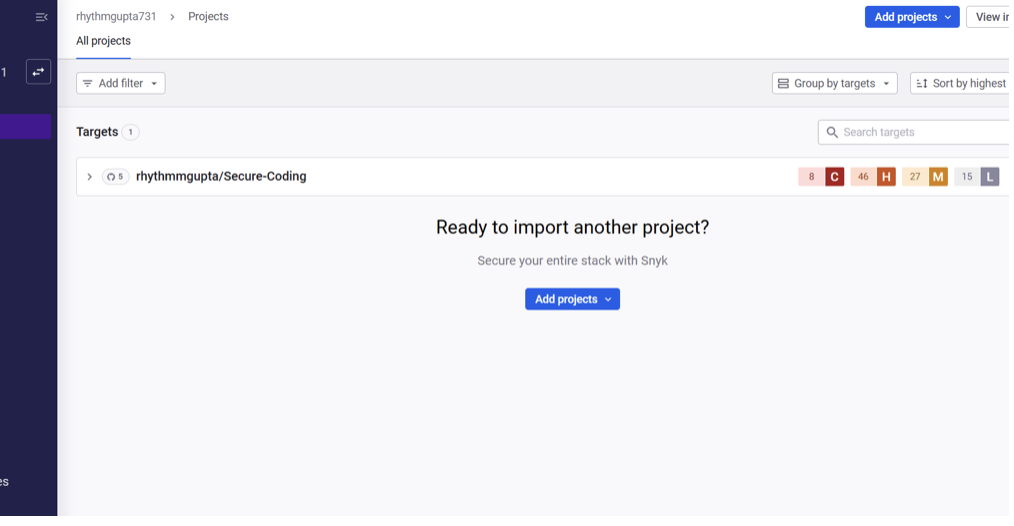 rhythmgupta731 > Projects
Add projects
View in
All projects
1
Add filter
Group by targets
Sort by highest
Targets 1
Search targets
5 rhythmmgupta/Secure-Coding
8 C 46 H 27 M 15 L
Ready to import another project?
Secure your entire stack with Snyk
Add projects
es